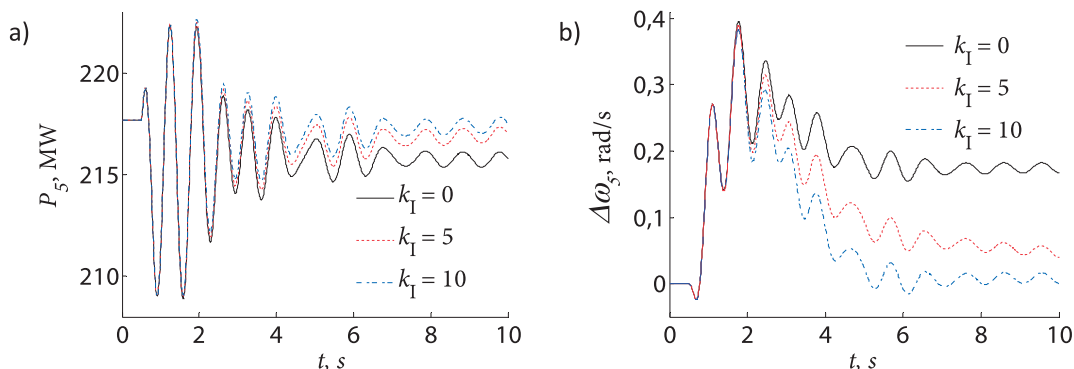 a)
P5, MW
220
215
210
kI = 0
kI = 5
kI = 10
0 2 4 6 8 10
t, s
b)
Δω5, rad/s
0,4
0,3
0,2
0,1
0
kI = 0
kI = 5
kI = 10
0 2 4 6 8 10
t, s